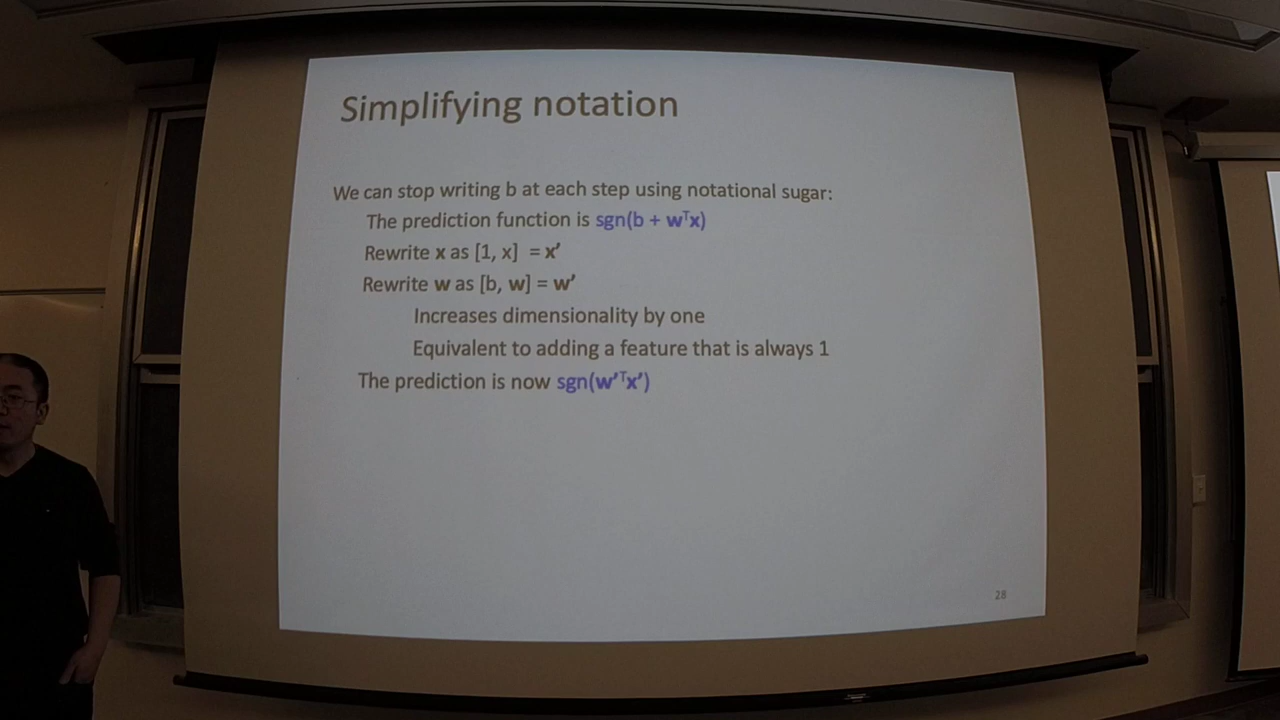 Simplifying notation
We can stop writing b at each step using notational sugar:
The prediction function is sgn(b + wᵀx)
Rewrite x as [1, x] = x′
Rewrite w as [b, w] = w′
Increases dimensionality by one
Equivalent to adding a feature that is always 1
The prediction is now sgn(w′ᵀx′)
28